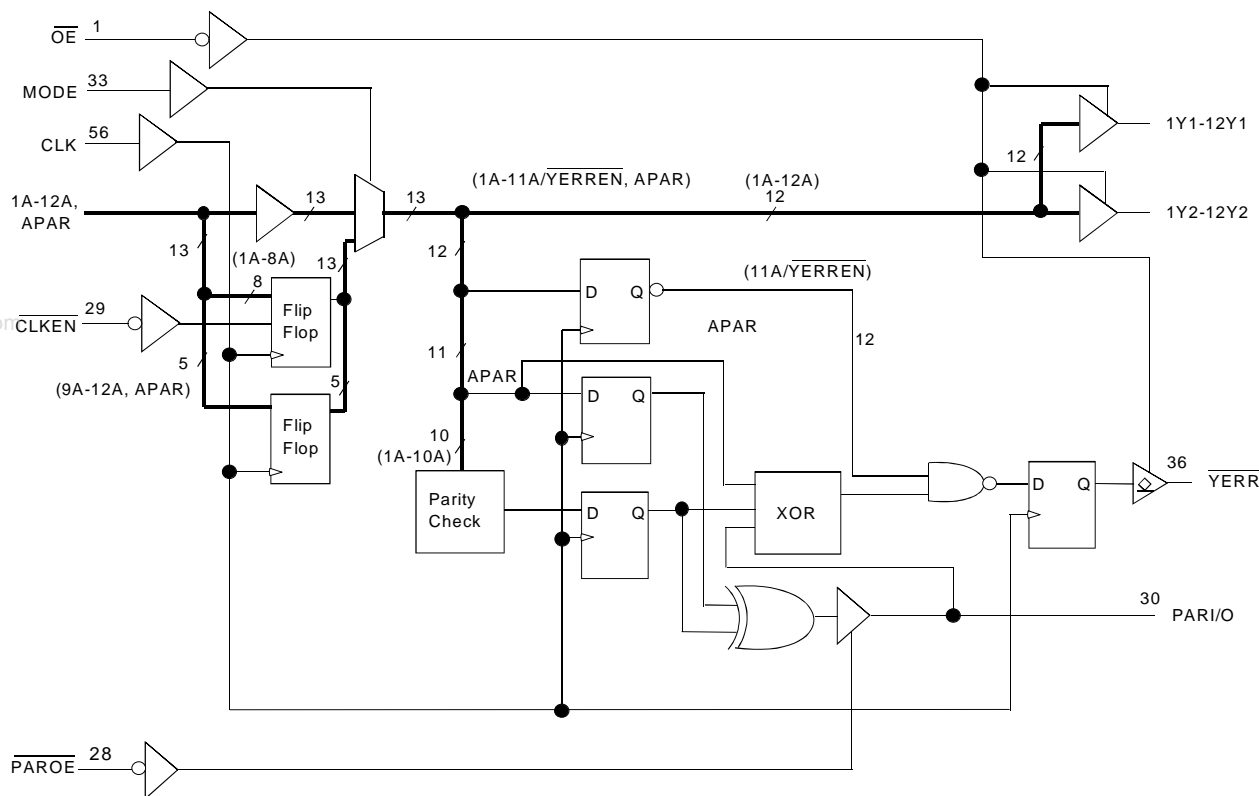 OE 1
MODE 33
CLK 56
1A-12A,
APAR
13
(1A-8A)
8
13
13
13
(1A-11A/YERREN, APAR)
(1A-12A)
12
12
1Y1-12Y1
1Y2-12Y2
CLKEN 29
om
Flip
Flop
5
(9A-12A, APAR)
5
Flip
Flop
12
11
APAR
10
(1A-10A)
Parity
Check
D Q
(11A/YERREN)
APAR
12
D Q
D Q
XOR
D Q
36
YERR
30
PARI/O
PAROE 28